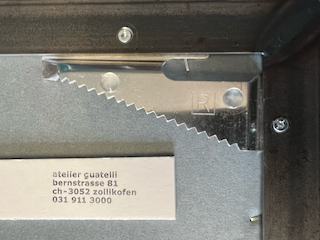 atelier guatelli
bernstrasse 81
ch-3052 zollikofen
031 911 3000